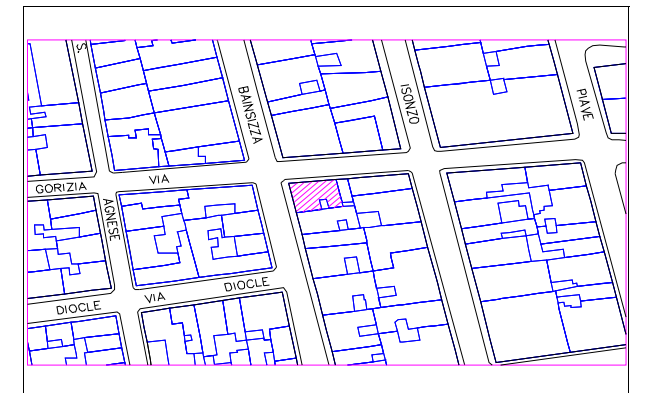 S.
BAINSIZZA
ISONZO
PIAVE
GORIZIA
VIA
AGNESE
DIOCLE
VIA
DIOCLE